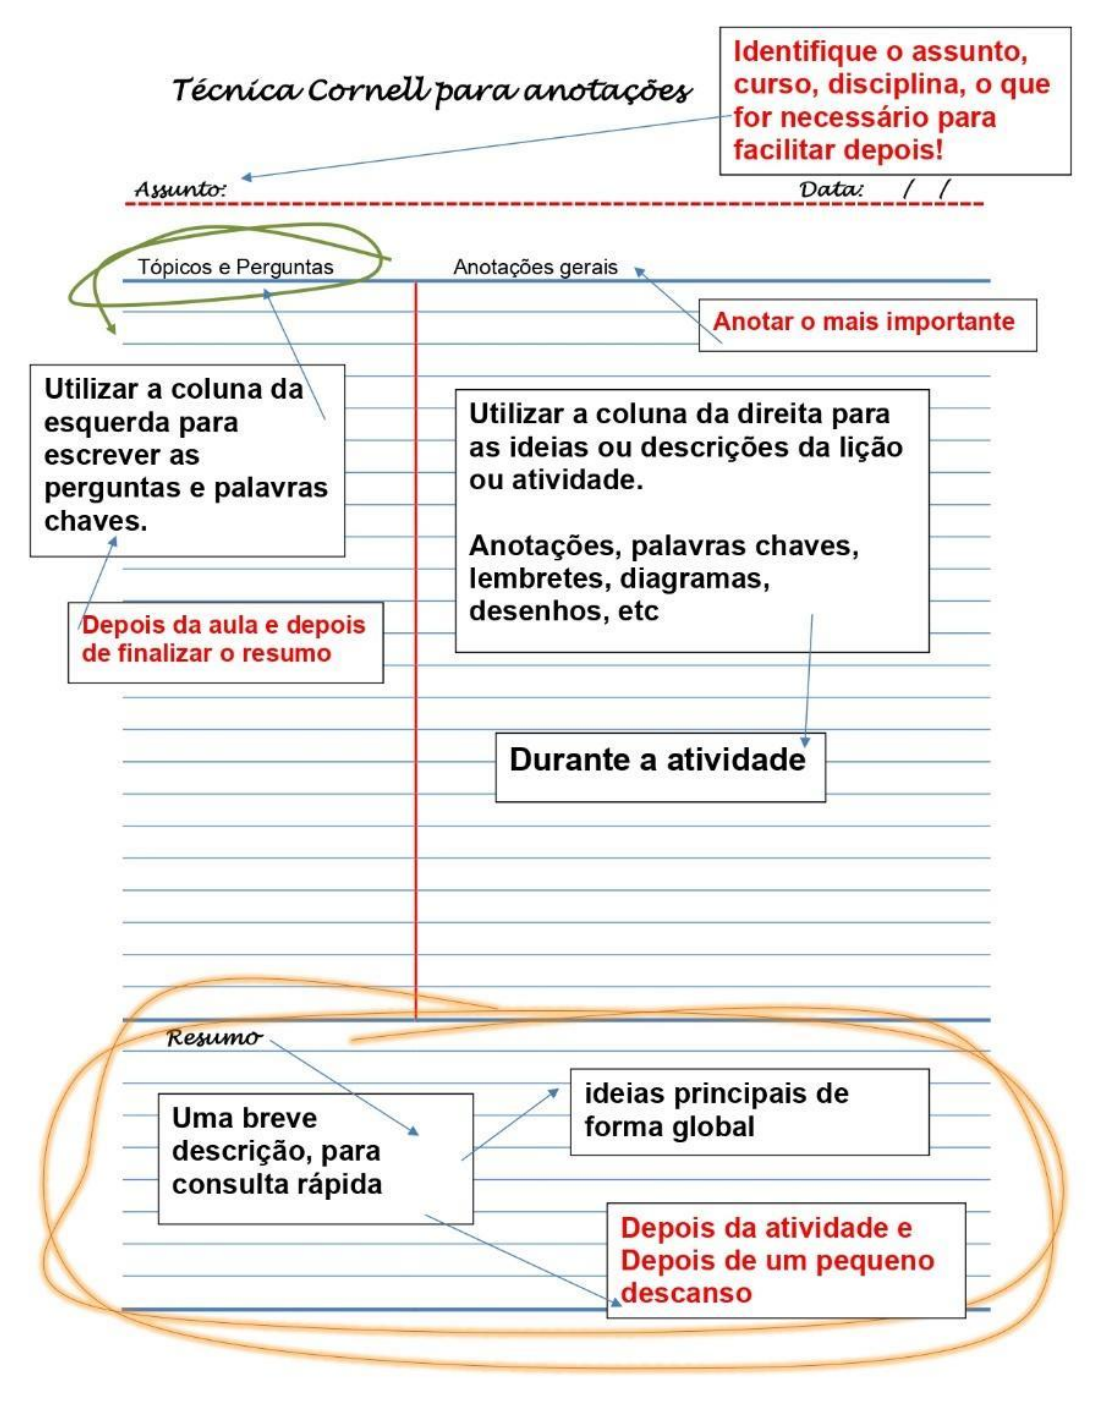 Técnica Cornell para anotações
Identifique o assunto,
curso, disciplina, o que
for necessário para
facilitar depois!
Assunto:
Data: / /
Tópicos e Perguntas
Anotações gerais
Anotar o mais importante
Utilizar a coluna da
esquerda para
escrever as
perguntas e palavras
chaves.
Utilizar a coluna da direita para
as ideias ou descrições da lição
ou atividade.
Anotações, palavras chaves,
lembretes, diagramas,
desenhos, etc
Depois da aula e depois
de finalizar o resumo
Durante a atividade
Resumo
Uma breve
descrição, para
consulta rápida
ideias principais de
forma global
Depois da atividade e
Depois de um pequeno
descanso